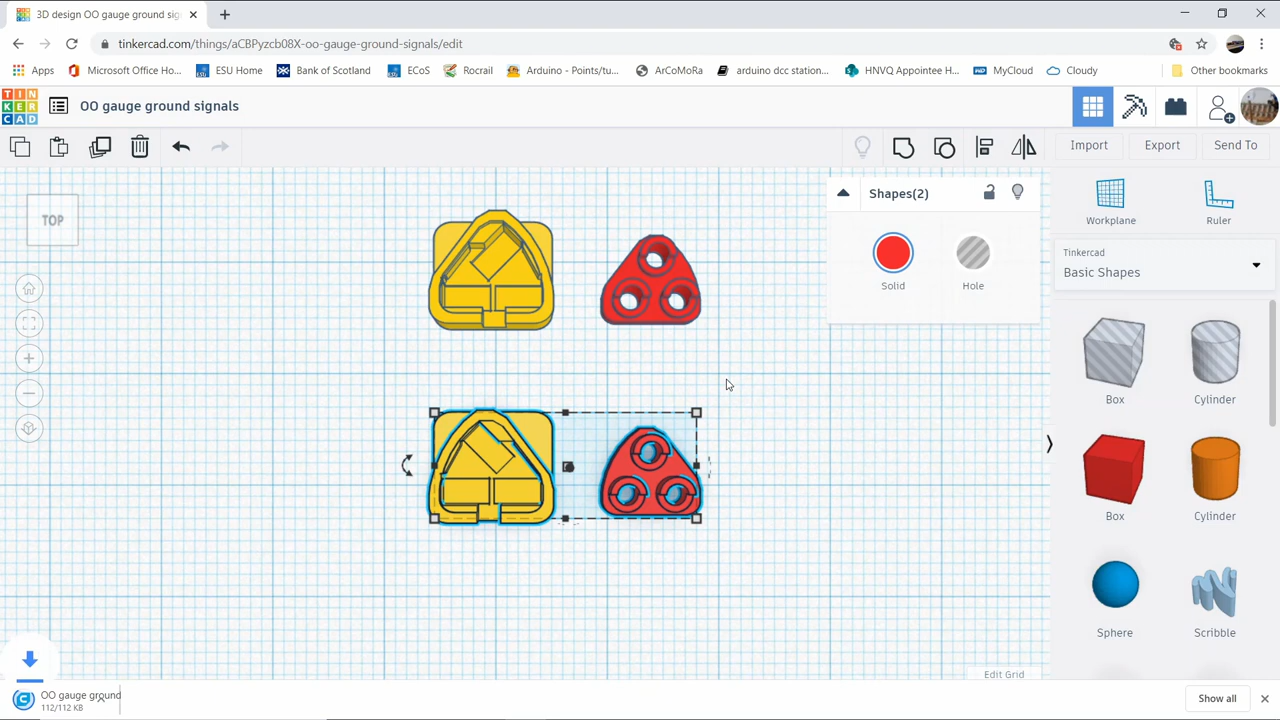 3D design OO gauge ground sig
tinkercad.com/things/aCBPyzcb08X-oo-gauge-ground-signals/edit
Apps
Microsoft Office Ho...
ESU Home
Bank of Scotland
ECoS
Rocrail
Arduino - Points/tu...
ArCoMoRa
arduino dcc station...
HNVQ Appointee H...
WD MyCloud
Cloudy
Other bookmarks
TIN
KER
CAD
OO gauge ground signals
Import
Export
Send To
TOP
Shapes(2)
Solid
Hole
Workplane
Ruler
Tinkercad
Basic Shapes
Box
Cylinder
Box
Cylinder
Sphere
Scribble
Edit Grid
OO gauge ground
112/112 KB
Show all